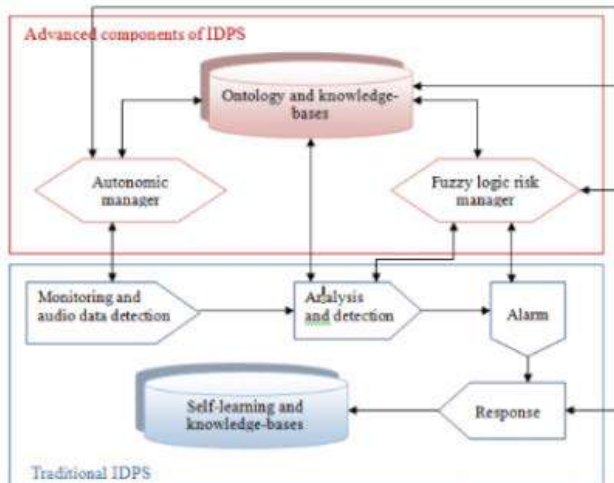 Advanced components of IDPS
Ontology and knowledge-
bases
Autonomic
manager
Fuzzy logic risk
manager
Monitoring and
audio data detection
Analysis
and detection
Alarm
Self-learning and
knowledge-bases
Response
Traditional IDPS